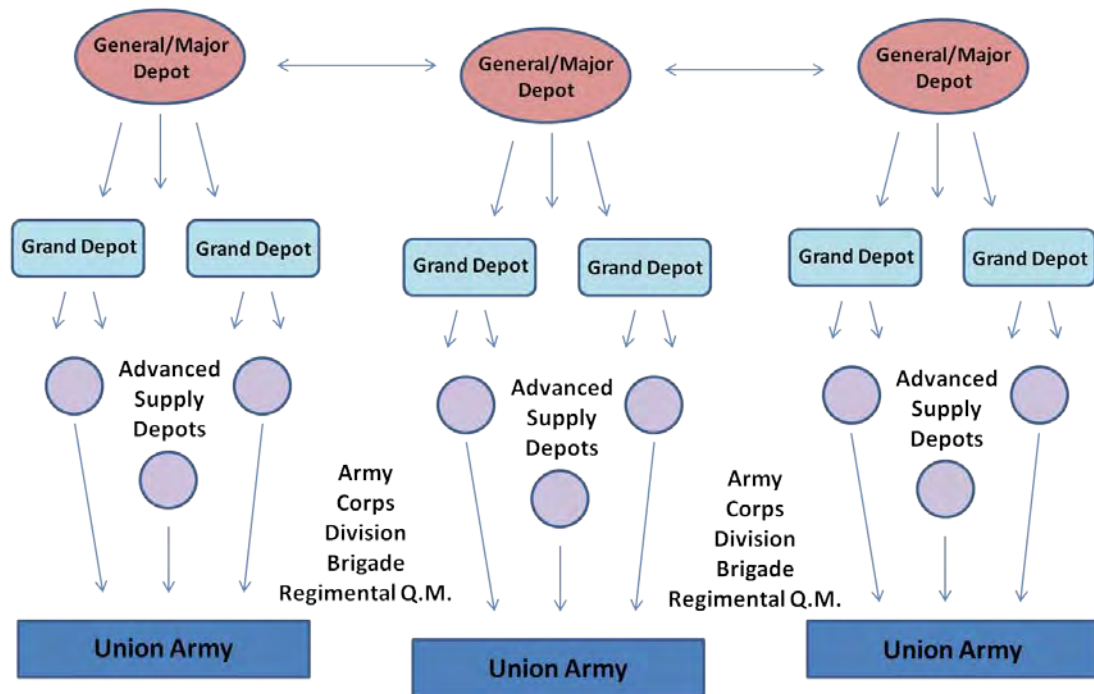 General/Major
Depot
General/Major
Depot
General/Major
Depot
Grand Depot
Grand Depot
Grand Depot
Grand Depot
Grand Depot
Grand Depot
Advanced
Supply
Depots
Advanced
Supply
Depots
Advanced
Supply
Depots
Army
Corps
Division
Brigade
Regimental Q.M.
Army
Corps
Division
Brigade
Regimental Q.M.
Union Army
Union Army
Union Army